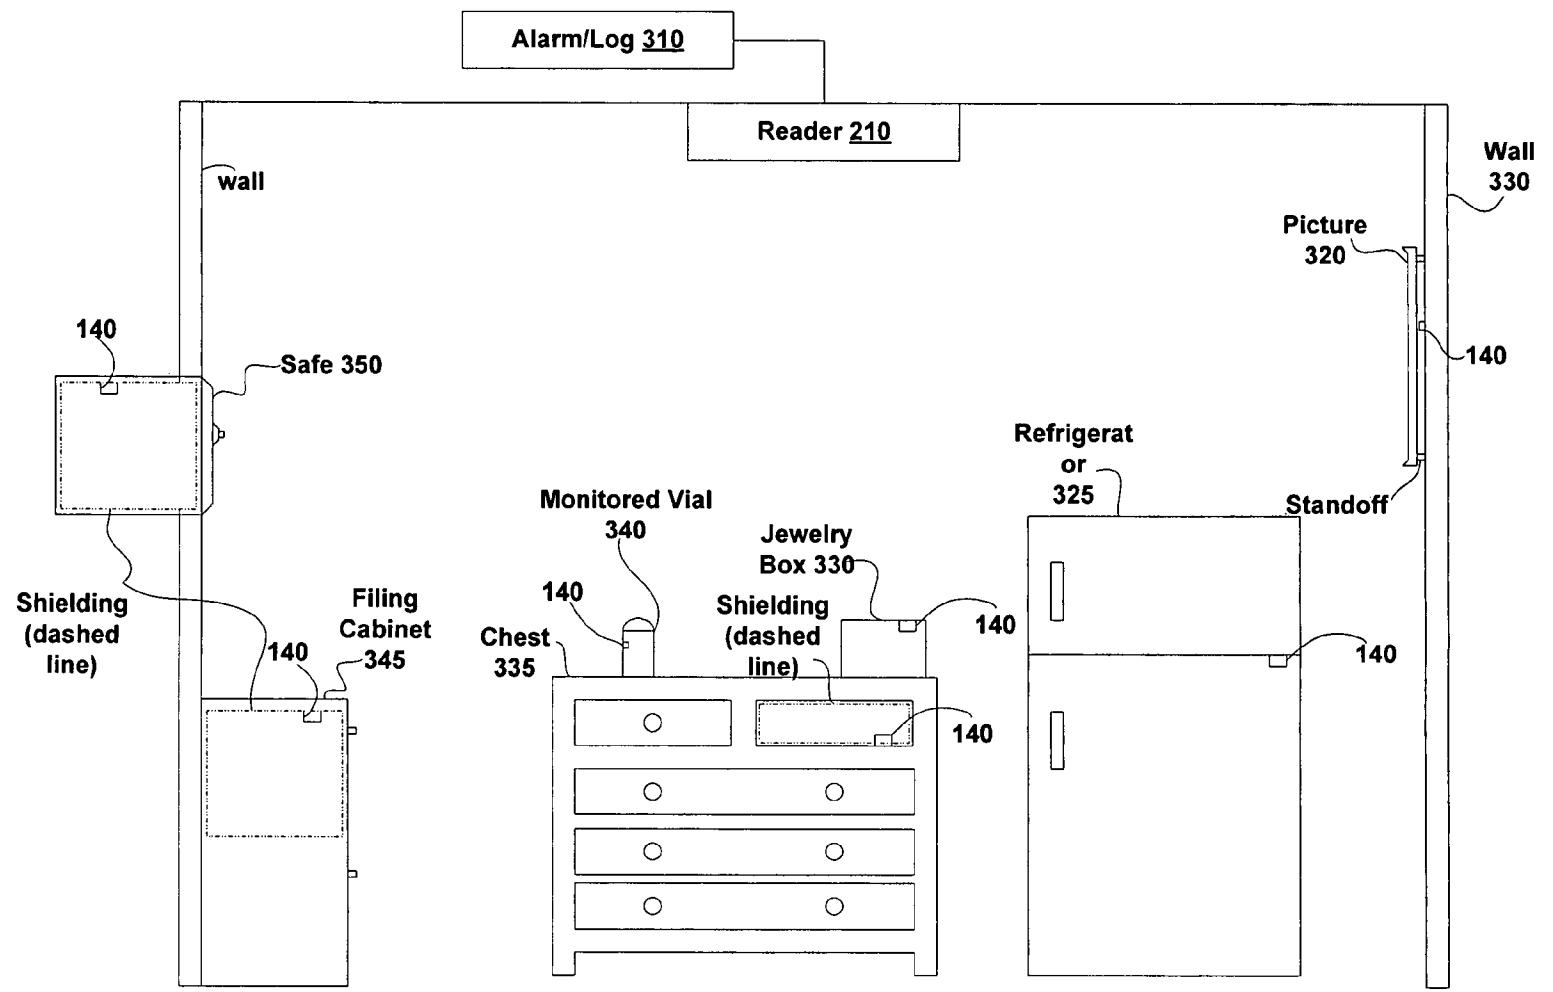 Alarm/Log 310
Reader 210
wall
Wall
330
Picture
320
140
140
Safe 350
Refrigerat
or
325
Standoff
Monitored Vial
340
Jewelry
Box 330
140
Shielding
(dashed
line)
Filing
Cabinet
345
140
Chest
335
Shielding
(dashed
line)
140
140
140